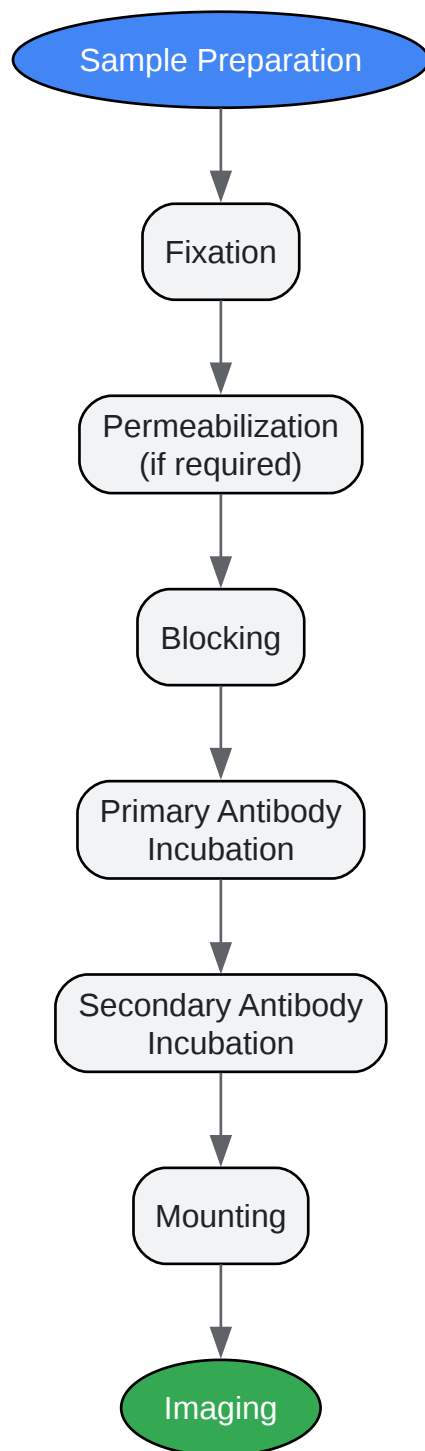 Sample Preparation
Fixation
Permeabilization
(if required)
Blocking
Primary Antibody
Incubation
Secondary Antibody
Incubation
Mounting
Imaging